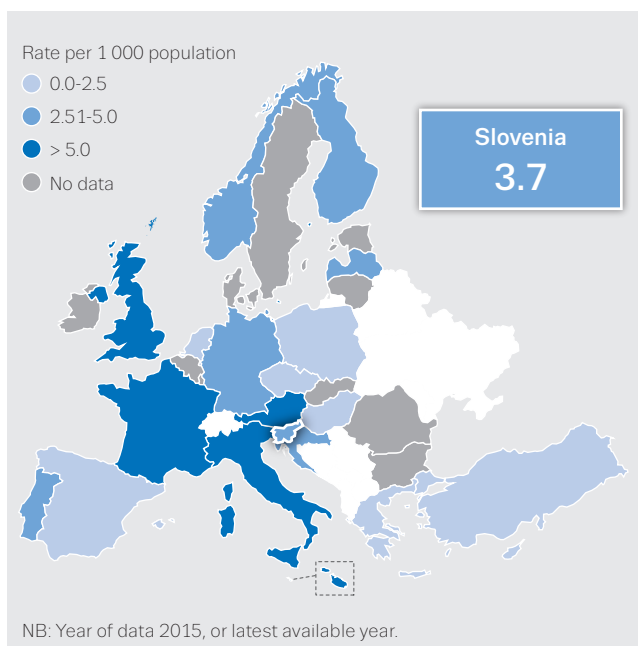 Rate per 1 000 population
0.0-2.5
2.51-5.0
> 5.0
No data
Slovenia
3.7
NB: Year of data 2015, or latest available year.